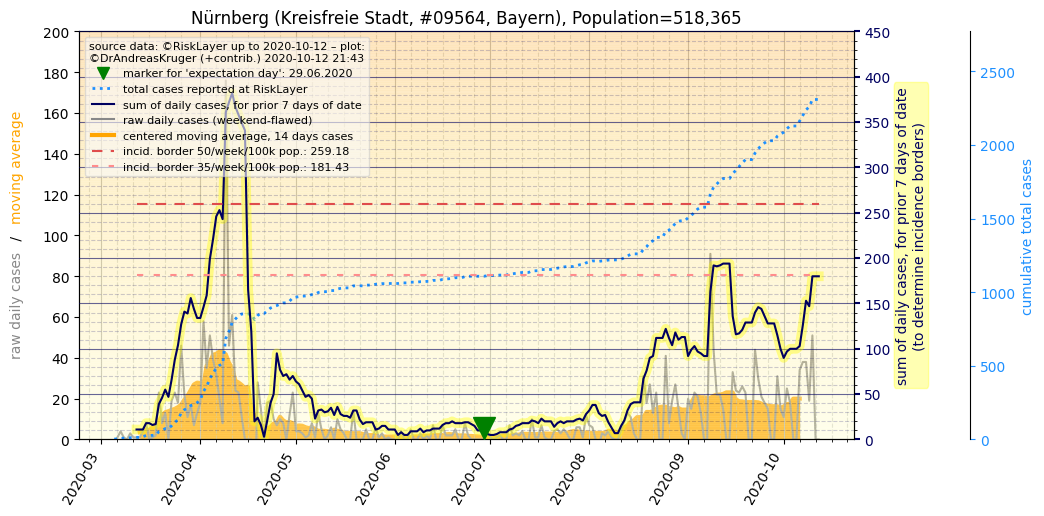 Nürnberg (Kreisfreie Stadt, #09564, Bayern), Population=518,365
source data: ©RiskLayer up to 2020-10-12 – plot:
©DrAndreasKruger (+contrib.) 2020-10-12 21:43
marker for 'expectation day': 29.06.2020
total cases reported at RiskLayer
sum of daily cases, for prior 7 days of date
raw daily cases (weekend-flawed)
centered moving average, 14 days cases
incid. border 50/week/100k pop.: 259.18
incid. border 35/week/100k pop.: 181.43
raw daily cases / moving average
200
180
160
140
120
100
80
60
40
20
0
2020-03
2020-04
2020-05
2020-06
2020-07
2020-08
2020-09
2020-10
450
400
350
300
250
200
150
100
50
0
sum of daily cases, for prior 7 days of date
(to determine incidence borders)
2500
2000
1500
1000
500
0
cumulative total cases